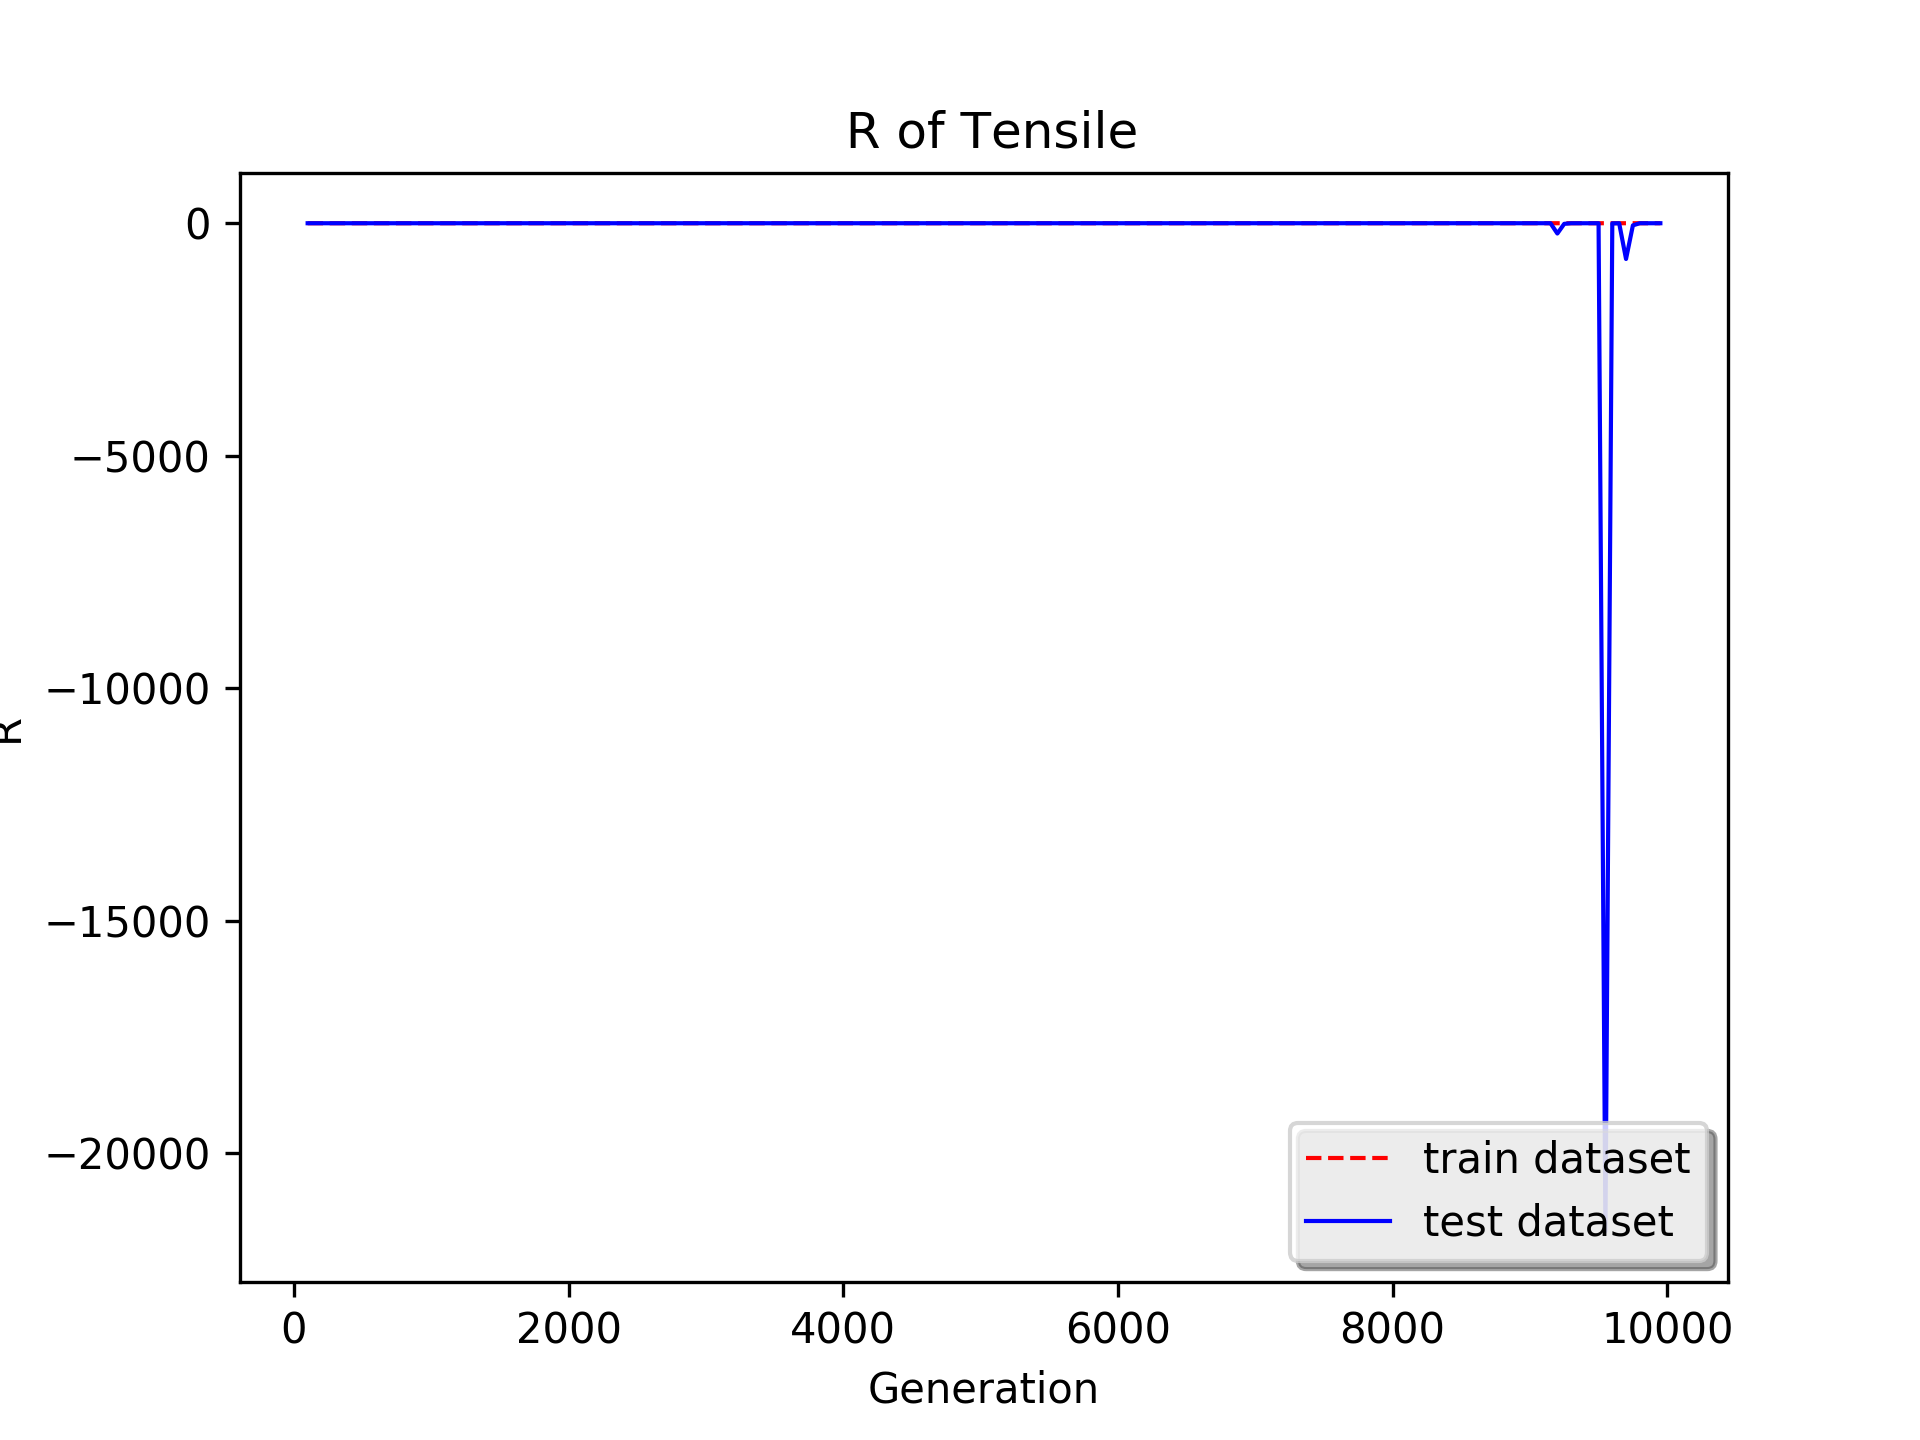 R of Tensile
0
−5000
−10000
−15000
−20000
R
train dataset
test dataset
0 2000 4000 6000 8000 10000
Generation